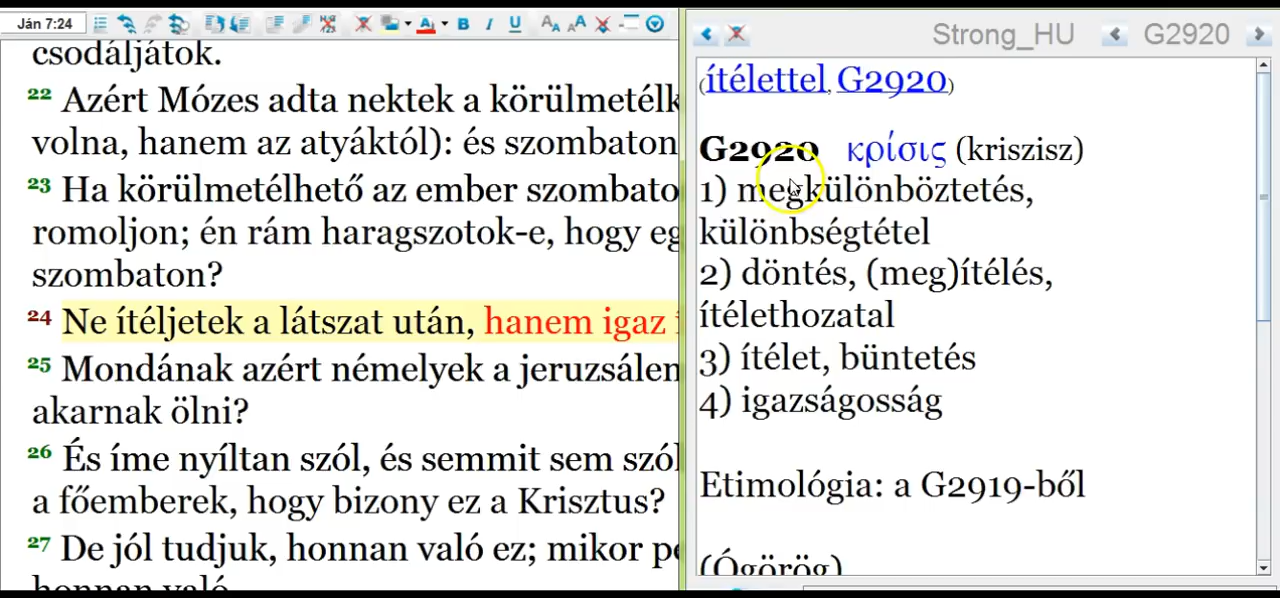 Ján 7:24
csodáljátok.
22 Azért Mózes adta nektek a körülmetélk
volna, hanem az atyáktól): és szombaton
23 Ha körülmetélhető az ember szombato
romoljon; én rám haragszotok-e, hogy eg
szombaton?
24 Ne ítéljetek a látszat után, hanem igaz í
25 Mondának azért némelyek a jeruzsálen
akarnak ölni?
26 És íme nyíltan szól, és semmit sem szól
a főemberek, hogy bizony ez a Krisztus?
27 De jól tudjuk, honnan való ez; mikor pe
honnan való
Strong_HU G2920
(ítélettel, G2920)
G2920 κρίσις (kriszisz)
1) megkülönböztetés,
különbségtétel
2) döntés, (meg)ítélés,
ítélethozatal
3) ítélet, büntetés
4) igazságosság
Etimológia: a G2919-ből
(Ógörög)